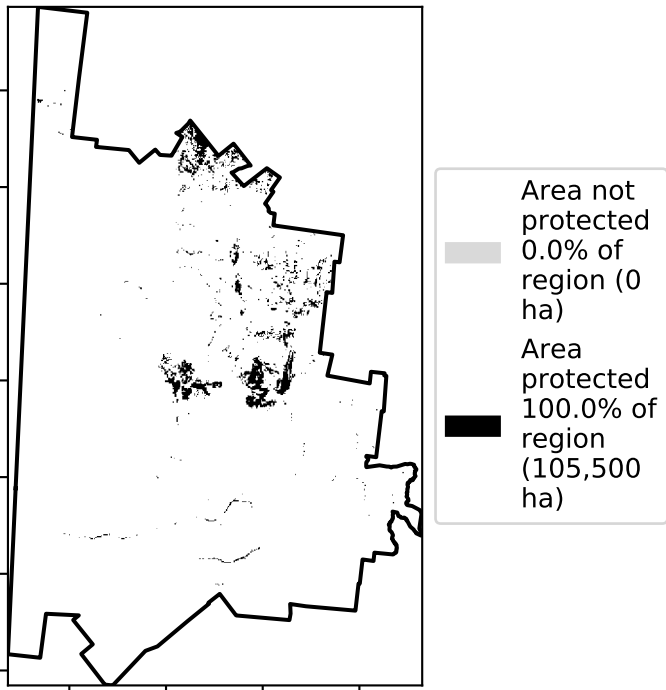 Area not
protected
0.0% of
region (0
ha)
Area
protected
100.0% of
region
(105,500
ha)